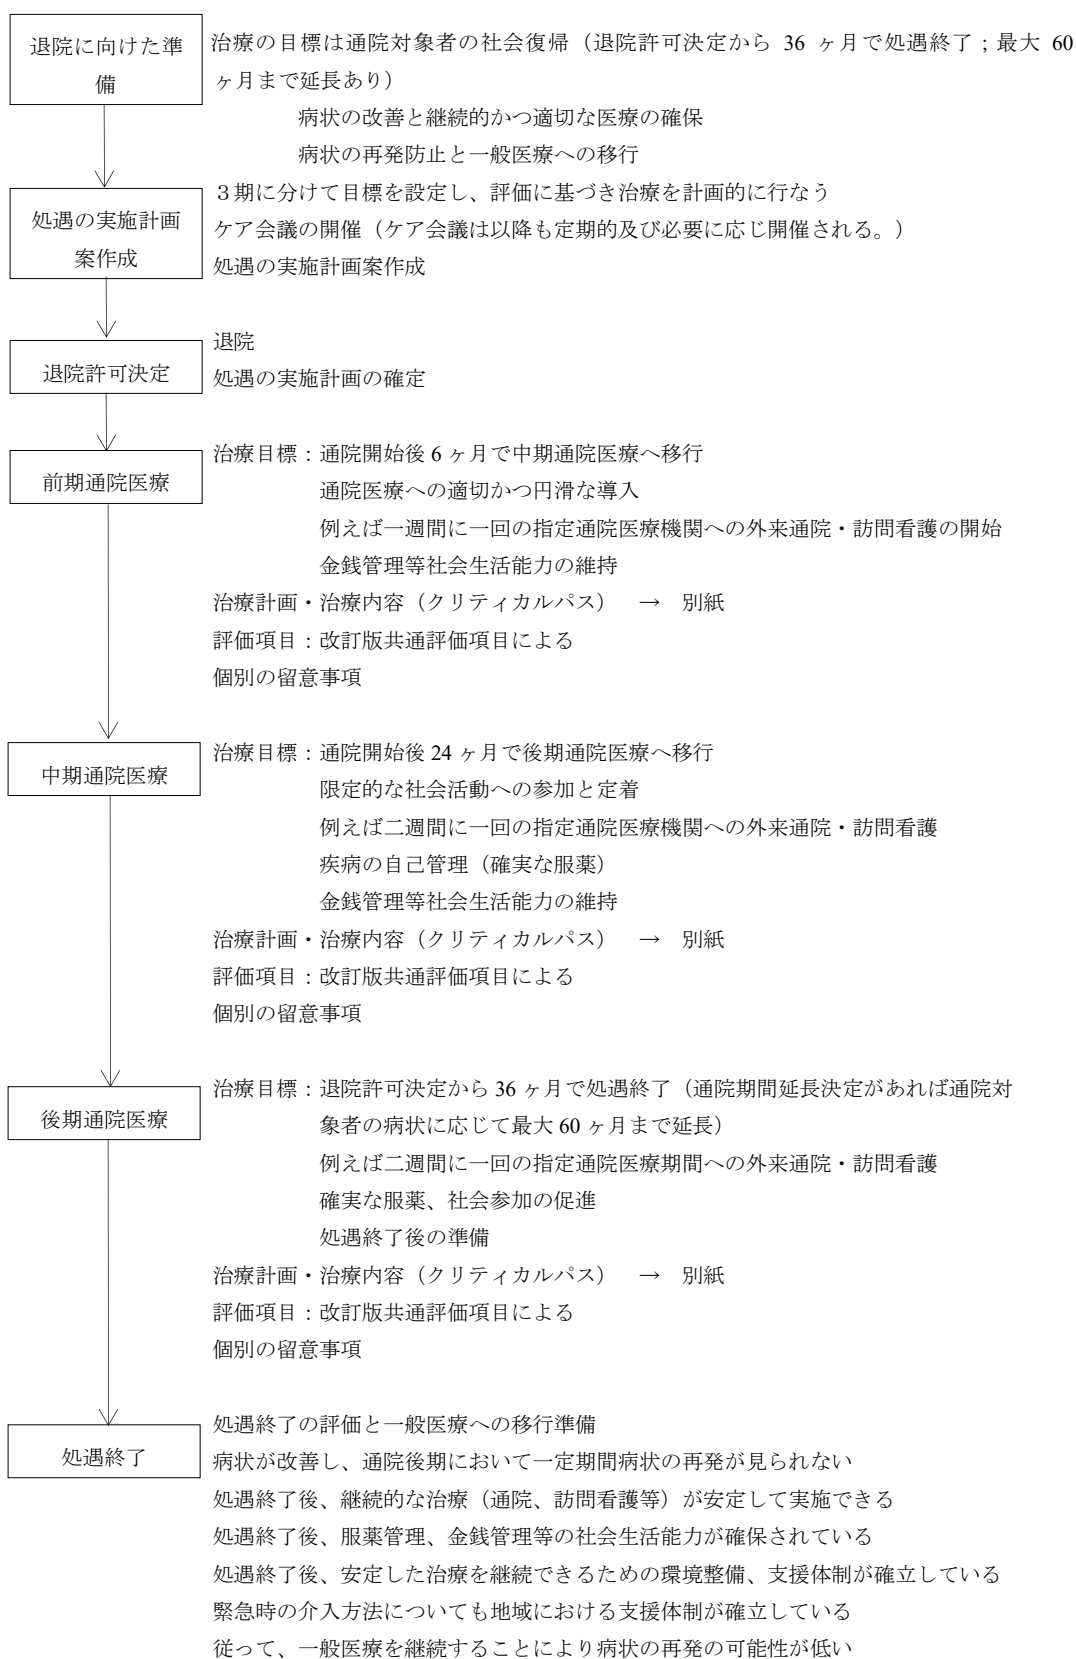 退院に向けた準
備
治療の目標は通院対象者の社会復帰（退院許可決定から 36 ヶ月で処遇終了；最大 60
ヶ月まで延長あり）
病状の改善と継続的かつ適切な医療の確保
病状の再発防止と一般医療への移行
処遇の実施計画
案作成
３期に分けて目標を設定し、評価に基づき治療を計画的に行なう
ケア会議の開催（ケア会議は以降も定期的及び必要に応じ開催される。）
処遇の実施計画案作成
退院許可決定
退院
処遇の実施計画の確定
前期通院医療
治療目標：通院開始後 6 ヶ月で中期通院医療へ移行
通院医療への適切かつ円滑な導入
例えば一週間に一回の指定通院医療機関への外来通院・訪問看護の開始
金銭管理等社会生活能力の維持
治療計画・治療内容（クリティカルパス）　→　別紙
評価項目：改訂版共通評価項目による
個別の留意事項
中期通院医療
治療目標：通院開始後 24 ヶ月で後期通院医療へ移行
限定的な社会活動への参加と定着
例えば二週間に一回の指定通院医療機関への外来通院・訪問看護
疾病の自己管理（確実な服薬）
金銭管理等社会生活能力の維持
治療計画・治療内容（クリティカルパス）　→　別紙
評価項目：改訂版共通評価項目による
個別の留意事項
後期通院医療
治療目標：退院許可決定から 36 ヶ月で処遇終了（通院期間延長決定があれば通院対
象者の病状に応じて最大 60 ヶ月まで延長）
例えば二週間に一回の指定通院医療期間への外来通院・訪問看護
確実な服薬、社会参加の促進
処遇終了後の準備
治療計画・治療内容（クリティカルパス）　→　別紙
評価項目：改訂版共通評価項目による
個別の留意事項
処遇終了
処遇終了の評価と一般医療への移行準備
病状が改善し、通院後期において一定期間病状の再発が見られない
処遇終了後、継続的な治療（通院、訪問看護等）が安定して実施できる
処遇終了後、服薬管理、金銭管理等の社会生活能力が確保されている
処遇終了後、安定した治療を継続できるための環境整備、支援体制が確立している
緊急時の介入方法についても地域における支援体制が確立している
従って、一般医療を継続することにより病状の再発の可能性が低い